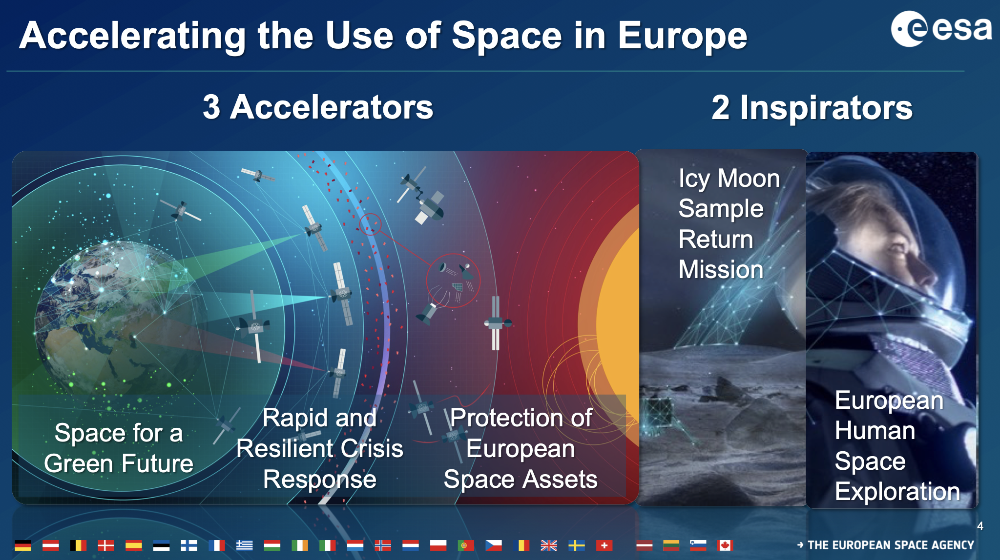 Accelerating the Use of Space in Europe
esa
3 Accelerators
2 Inspirators
Space for a
Green Future
Rapid and
Resilient Crisis
Response
Protection of
European
Space Assets
Icy Moon
Sample
Return
Mission
European
Human
Space
Exploration
4
→ THE EUROPEAN SPACE AGENCY